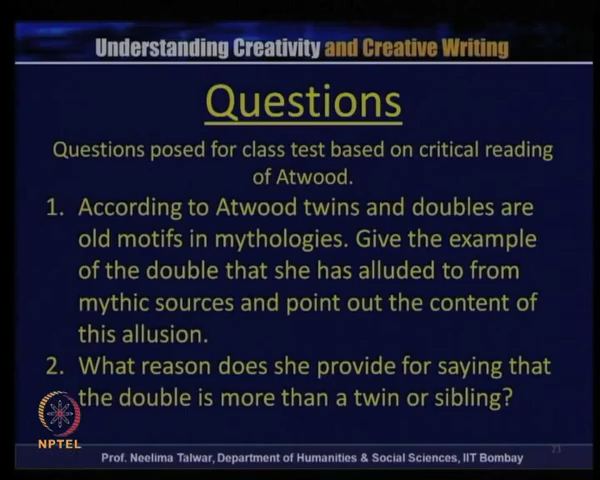 Understanding Creativity and Creative Writing
Questions
Questions posed for class test based on critical reading
of Atwood.
1. According to Atwood twins and doubles are
old motifs in mythologies. Give the example
of the double that she has alluded to from
mythic sources and point out the content of
this allusion.
2. What reason does she provide for saying that
the double is more than a twin or sibling?
NPTEL
Prof. Neelima Talwar, Department of Humanities & Social Sciences, IIT Bombay
23